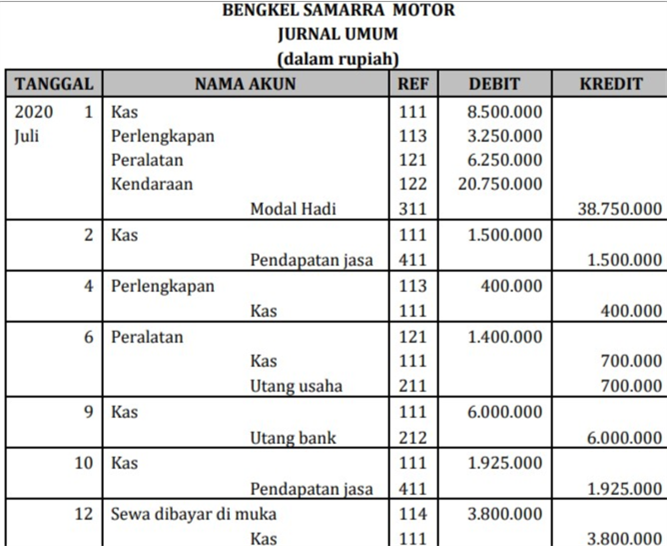 BENGKEL SAMARRA MOTOR
JURNAL UMUM
(dalam rupiah)
TANGGAL NAMA AKUN REF DEBIT KREDIT
2020 1 Kas 111 8.500.000
Juli Perlengkapan 113 3.250.000
Peralatan 121 6.250.000
Kendaraan 122 20.750.000
Modal Hadi 311 38.750.000
2 Kas 111 1.500.000
Pendapatan jasa 411 1.500.000
4 Perlengkapan 113 400.000
Kas 111 400.000
6 Peralatan 121 1.400.000
Kas 111 700.000
Utang usaha 211 700.000
9 Kas 111 6.000.000
Utang bank 212 6.000.000
10 Kas 111 1.925.000
Pendapatan jasa 411 1.925.000
12 Sewa dibayar di muka 114 3.800.000
Kas 111 3.800.000